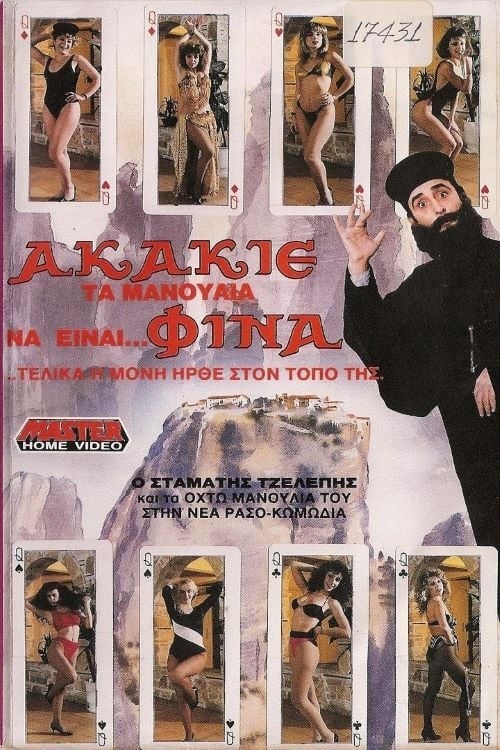 Q Q Q Q
17431
ΑΚΑΚΙΕ
ΤΑ ΜΑΝΟΥΑΪΑ
ΝΑ ΕΙΝΑΙ... ΦΙΝΑ
..ΤΕΛΙΚΑ Η ΜΟΝΗ ΗΡΘΕ ΣΤΟΝ ΤΟΠΟ ΤΗΣ.
MASTER
HOME VIDEO
Ο ΣΤΑΜΑΤΗΣ ΤΖΕΛΕΠΗΣ
και τα ΟΧΤΩ ΜΑΝΟΥΛΙΑ ΤΟΥ
ΣΤΗΝ ΝΕΑ ΡΑΣΟ-ΚΩΜΩΔΙΑ
Q Q Q Q